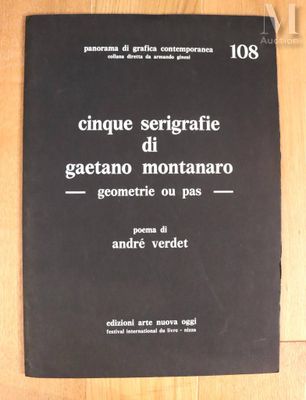 M
Auction
panorama di grafica contemporanea 108
collana diretta da armando ginesi
cinque serigrafie
di
gaetano montanaro
— geometrie ou pas —
poema di
andré verdet
edizioni arte nuova oggi
festival international du livre - nizza